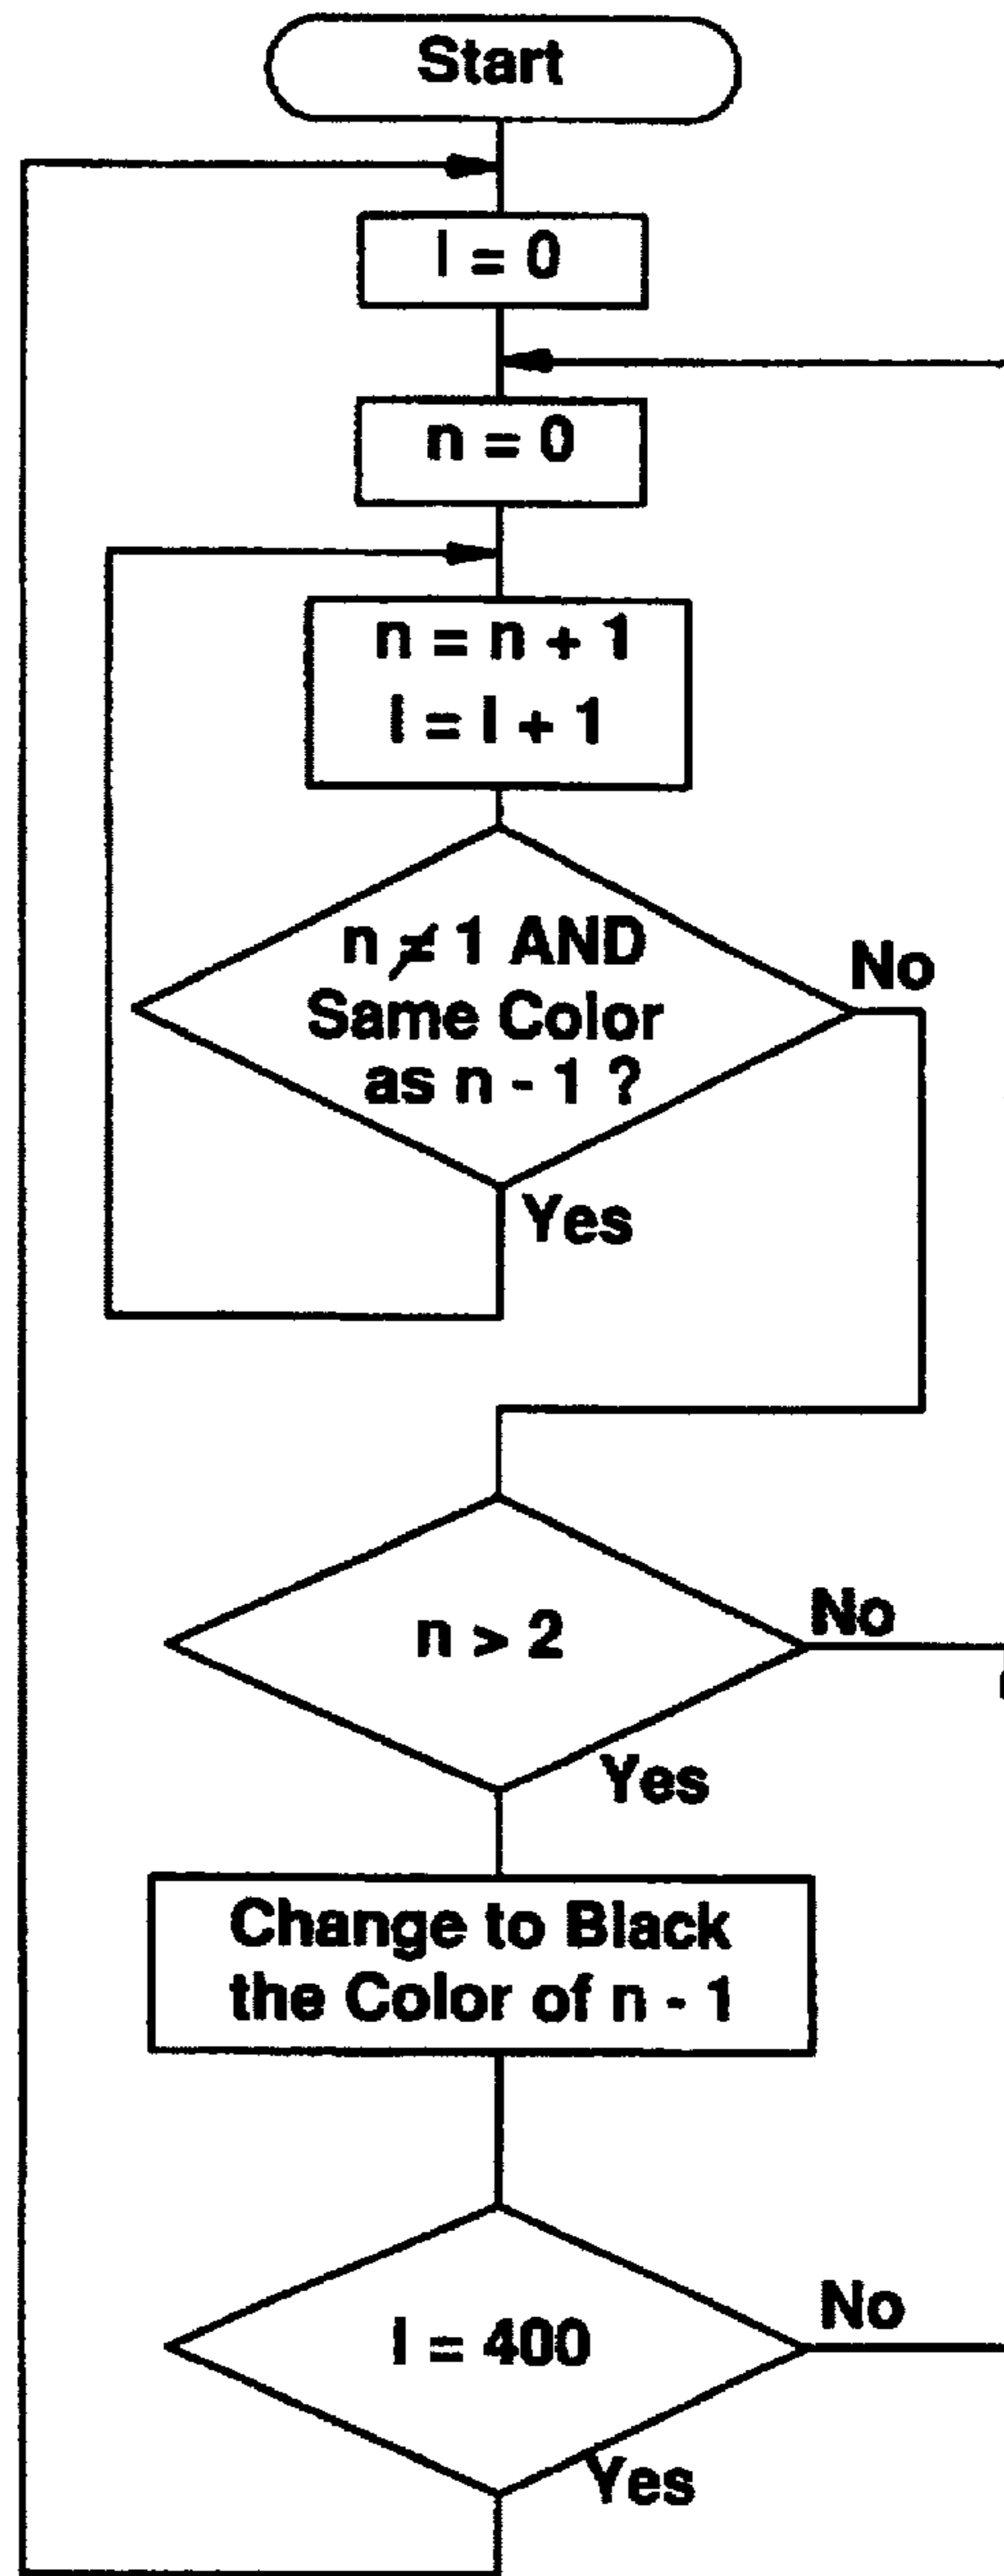 Start
I = 0
n = 0
n = n + 1
I = I + 1
n ≠ 1 AND
Same Color
as n - 1 ?
No
Yes
n > 2
No
Yes
Change to Black
the Color of n - 1
I = 400
No
Yes